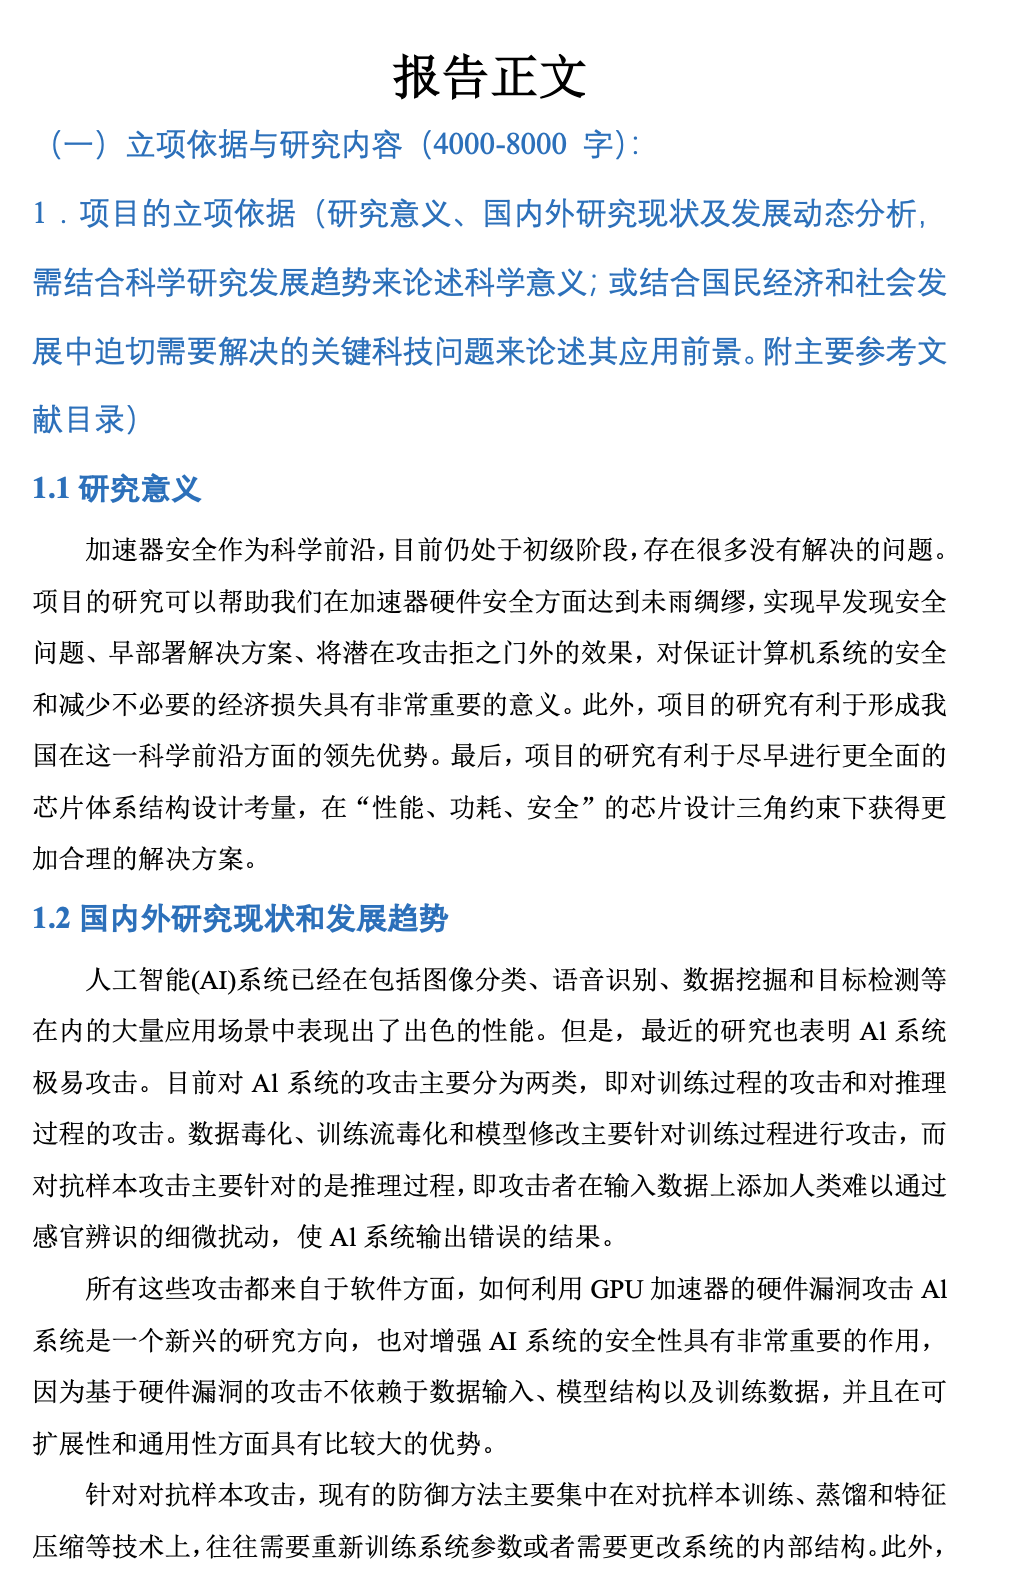 报告正文
（一）立项依据与研究内容（4000-8000 字）：
1．项目的立项依据（研究意义、国内外研究现状及发展动态分析，
需结合科学研究发展趋势来论述科学意义；或结合国民经济和社会发
展中迫切需要解决的关键科技问题来论述其应用前景。附主要参考文
献目录）
1.1 研究意义
加速器安全作为科学前沿，目前仍处于初级阶段，存在很多没有解决的问题。
项目的研究可以帮助我们在加速器硬件安全方面达到未雨绸缪，实现早发现安全
问题、早部署解决方案、将潜在攻击拒之门外的效果，对保证计算机系统的安全
和减少不必要的经济损失具有非常重要的意义。此外，项目的研究有利于形成我
国在这一科学前沿方面的领先优势。最后，项目的研究有利于尽早进行更全面的
芯片体系结构设计考量，在“性能、功耗、安全”的芯片设计三角约束下获得更
加合理的解决方案。
1.2 国内外研究现状和发展趋势
人工智能(AI)系统已经在包括图像分类、语音识别、数据挖掘和目标检测等
在内的大量应用场景中表现出了出色的性能。但是，最近的研究也表明 Al 系统
极易攻击。目前对 Al 系统的攻击主要分为两类，即对训练过程的攻击和对推理
过程的攻击。数据毒化、训练流毒化和模型修改主要针对训练过程进行攻击，而
对抗样本攻击主要针对的是推理过程，即攻击者在输入数据上添加人类难以通过
感官辨识的细微扰动，使 Al 系统输出错误的结果。
所有这些攻击都来自于软件方面，如何利用 GPU 加速器的硬件漏洞攻击 Al
系统是一个新兴的研究方向，也对增强 AI 系统的安全性具有非常重要的作用，
因为基于硬件漏洞的攻击不依赖于数据输入、模型结构以及训练数据，并且在可
扩展性和通用性方面具有比较大的优势。
针对对抗样本攻击，现有的防御方法主要集中在对抗样本训练、蒸馏和特征
压缩等技术上，往往需要重新训练系统参数或者需要更改系统的内部结构。此外，